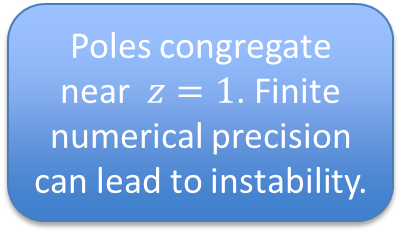 Poles congregate
near z = 1. Finite
numerical precision
can lead to instability.